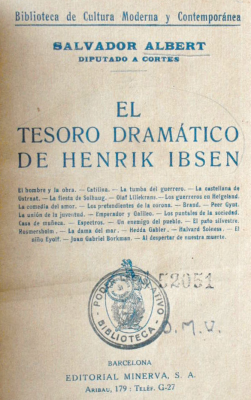 Biblioteca de Cultura Moderna y Contemporánea
SALVADOR ALBERT
DIPUTADO A CORTES
EL
TESORO DRAMÁTICO
DE HENRIK IBSEN
El hombre y la obra. — Catilina. — La tumba del guerrero. — La castellana de
Ostraat. — La fiesta de Solhaug. — Olaf Liliekrans. — Los guerreros en Helgeland.
La comedia del amor. — Los pretendientes de la corona. — Brand. — Peer Gynt.
La unión de la juventud. — Emperador y Galileo. — Los puntales de la sociedad.
Casa de muñeca. — Espectros. — Un enemigo del pueblo. — El pato silvestre.
Rosmersholm. — La dama del mar. — Hedda Gabler. — Halvard Solness. — El
niño Eyolf. — Juan Gabriel Borkman. — Al despertar de nuestra muerte.
52051
PODER LEGISLATIVO
BIBLIOTECA
D. M. V.
BARCELONA
EDITORIAL MINERVA, S. A.
ARIBAU, 179 : TELÉF. G-27